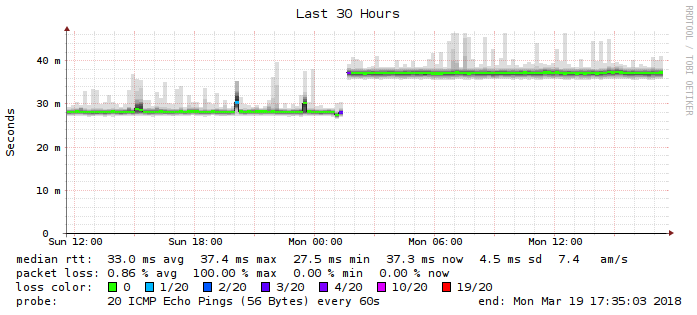 Last 30 Hours
RRDTOOL / TOBI OETIKER
Seconds
40 m
30 m
20 m
10 m
0
Sun 12:00 Sun 18:00 Mon 00:00 Mon 06:00 Mon 12:00
median rtt: 33.0 ms avg 37.4 ms max 27.5 ms min 37.3 ms now 4.5 ms sd 7.4 am/s
packet loss: 0.86 % avg 100.00 % max 0.00 % min 0.00 % now
loss color: 0 1/20 2/20 3/20 4/20 10/20 19/20
probe: 20 ICMP Echo Pings (56 Bytes) every 60s end: Mon Mar 19 17:35:03 2018